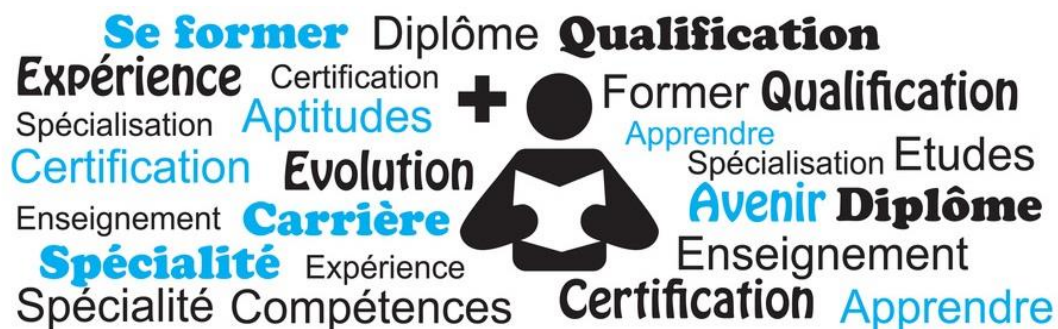 Se former Diplôme Qualification
Expérience Certification + Former Qualification
Spécialisation Aptitudes Apprendre
Certification Evolution Spécialisation Etudes
Enseignement Carrière Avenir Diplôme
Spécialité Expérience Enseignement
Spécialité Compétences Certification Apprendre